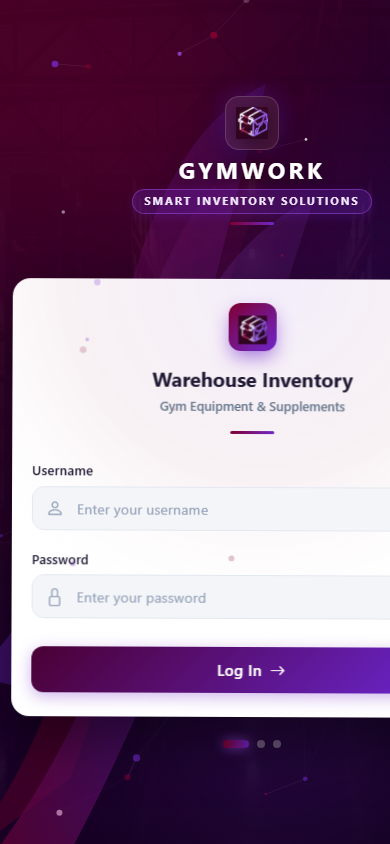 GYMWORK
SMART INVENTORY SOLUTIONS
Warehouse Inventory
Gym Equipment & Supplements
Username
Enter your username
Password
Enter your password
Log In →